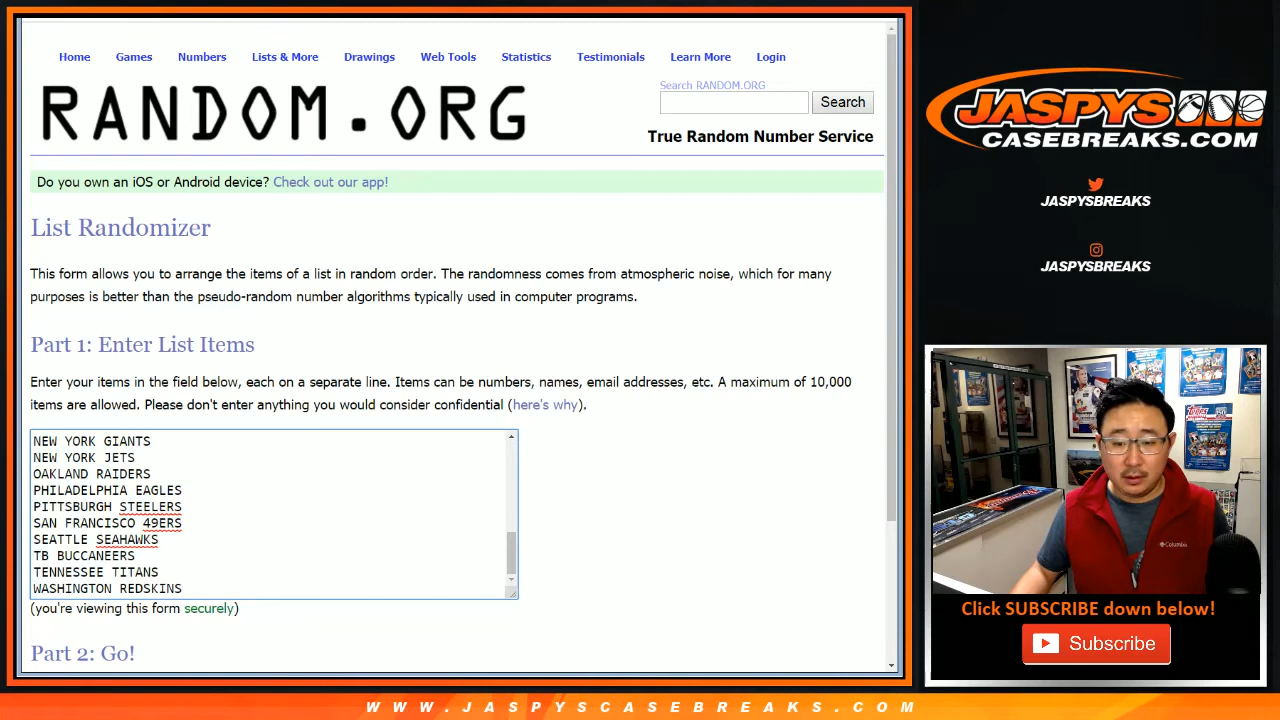 Home Games Numbers Lists & More Drawings Web Tools Statistics Testimonials Learn More Login
RANDOM.ORG
Search RANDOM.ORG
Search
True Random Number Service
Do you own an iOS or Android device? Check out our app!
List Randomizer
This form allows you to arrange the items of a list in random order. The randomness comes from atmospheric noise, which for many
purposes is better than the pseudo-random number algorithms typically used in computer programs.
Part 1: Enter List Items
Enter your items in the field below, each on a separate line. Items can be numbers, names, email addresses, etc. A maximum of 10,000
items are allowed. Please don't enter anything you would consider confidential (here's why).
NEW YORK GIANTS
NEW YORK JETS
OAKLAND RAIDERS
PHILADELPHIA EAGLES
PITTSBURGH STEELERS
SAN FRANCISCO 49ERS
SEATTLE SEAHAWKS
TB BUCCANEERS
TENNESSEE TITANS
WASHINGTON REDSKINS
(you're viewing this form securely)
Part 2: Go!
JASPYS
CASEBREAKS.COM
JASPYSBREAKS
JASPYSBREAKS
Topps
Columbia
Click SUBSCRIBE down below!
Subscribe
WWW.JASPYSCASEBREAKS.COM